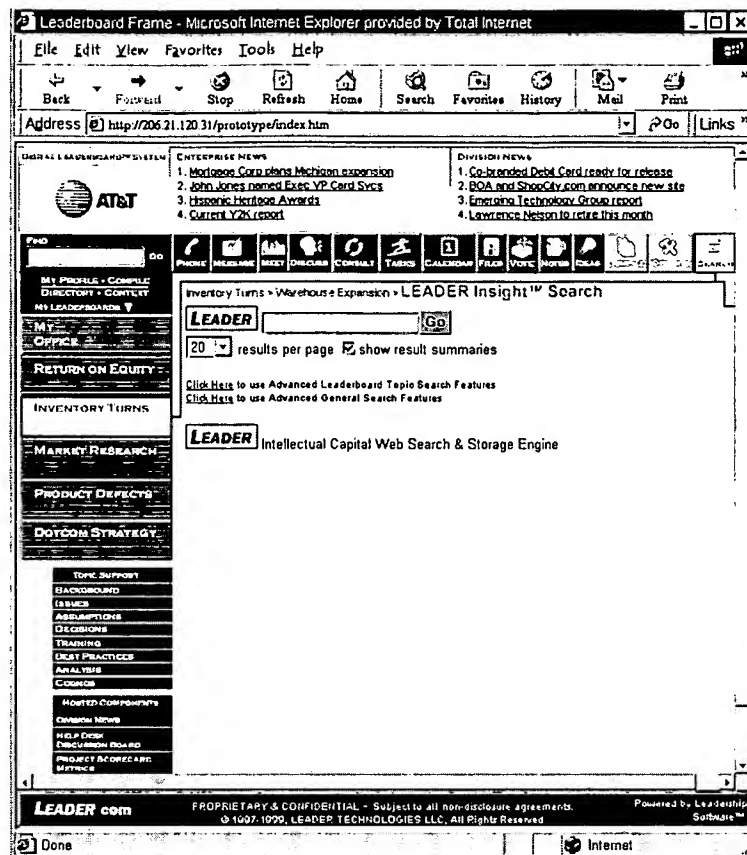 Leaderboard Frame - Microsoft Internet Explorer provided by Total Internet
File Edit View Favorites Tools Help
Back Forward Stop Refresh Home Search Favorites History Mail Print
Address http://206.21.120.31/prototype/index.htm Go Links
DIGITAL LEADERBOARD™ SYSTEM
AT&T
ENTERPRISE NEWS
1. Mortgage Corp plans Michigan expansion
2. John Jones named Exec VP Card Svcs
3. Hispanic Heritage Awards
4. Current Y2K report
DIVISION NEWS
1. Co-branded Debit Card ready for release
2. BOA and ShopCity.com announce new site
3. Emerging Technology Group report
4. Lawrence Nelson to retire this month
FIND
GO
PHONE MESSAGE MEET DISCUSS CONSULT TASKS CALENDAR FILES VOTE NOTES IDEAS SEARCH
MY PROFILE • COMPILE
DIRECTORY • CONTEXT
MY LEADERBOARDS
MY OFFICE
RETURN ON EQUITY
INVENTORY TURNS
MARKET RESEARCH
PRODUCT DEFECTS
DOTCOM STRATEGY
Inventory Turns > Warehouse Expansion > LEADER Insight™ Search
LEADER Go
20 results per page show result summaries
Click Here to use Advanced Leaderboard Topic Search Features
Click Here to use Advanced General Search Features
LEADER Intellectual Capital Web Search & Storage Engine
TOPIC SUPPORT
BACKGROUND
ISSUES
ASSUMPTIONS
DECISIONS
TRAINING
BEST PRACTICES
ANALYSIS
COGNOS
HOSTED COMPONENTS
DIVISION NEWS
HELP DESK
DISCUSSION BOARD
PROJECT SCORECARD
METRICS
LEADER com
PROPRIETARY & CONFIDENTIAL - Subject to all non-disclosure agreements.
© 1997-1999, LEADER TECHNOLOGIES LLC, All Rights Reserved
Powered by Leadership
Software™
Done Internet